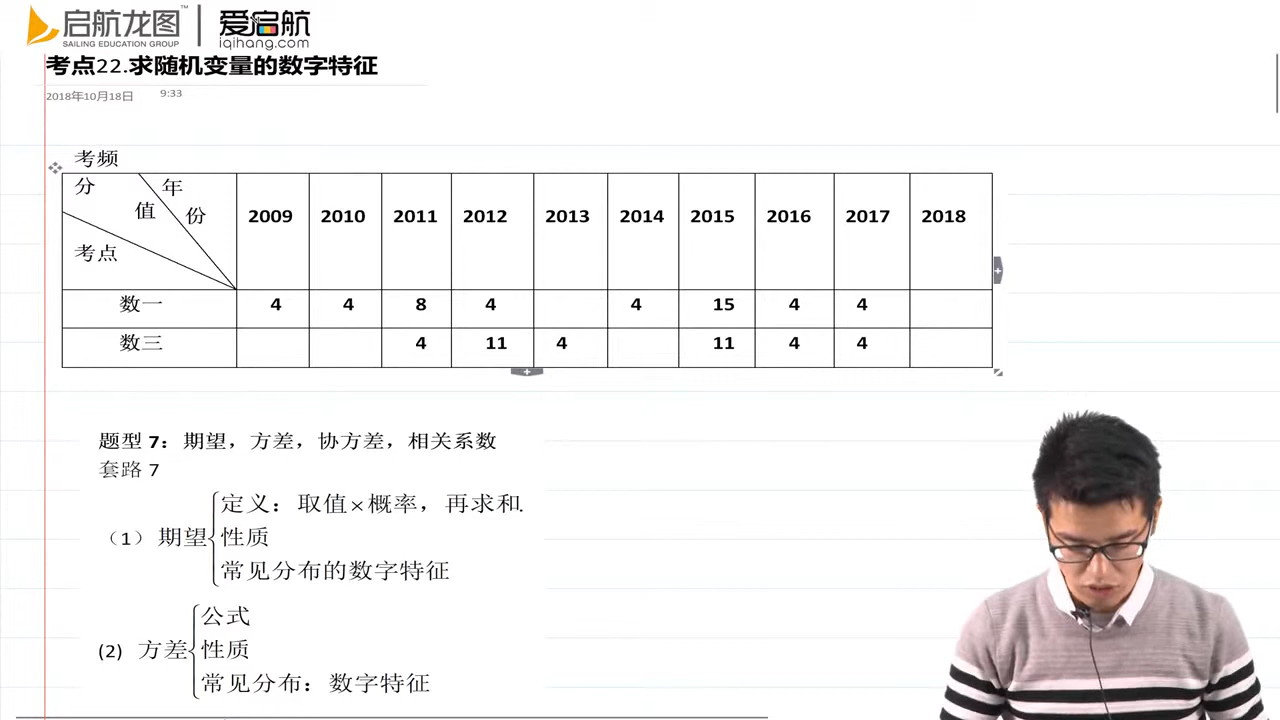 启航龙图™ 爱启航
SAILING EDUCATION GROUP iqihang.com
考点22.求随机变量的数字特征
2018年10月18日 9:33
考频
分 值 年 份 考点 2009 2010 2011 2012 2013 2014 2015 2016 2017 2018
数一 4 4 8 4 4 15 4 4
数三 4 11 4 11 4 4
题型 7：期望，方差，协方差，相关系数
套路 7
（1）期望
定义：取值×概率，再求和.
性质
常见分布的数字特征
(2) 方差
公式
性质
常见分布：数字特征